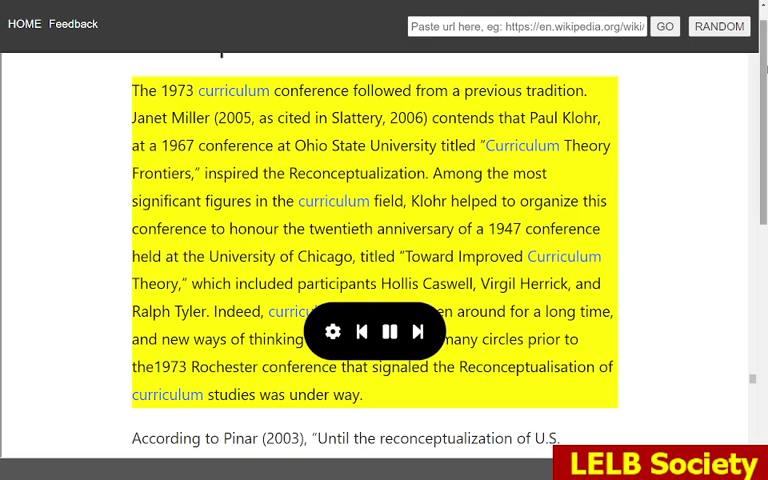 HOME Feedback
Paste url here, eg: https://en.wikipedia.org/wiki/
GO
RANDOM
The 1973 curriculum conference followed from a previous tradition.
Janet Miller (2005, as cited in Slattery, 2006) contends that Paul Klohr,
at a 1967 conference at Ohio State University titled “Curriculum Theory
Frontiers,” inspired the Reconceptualization. Among the most
significant figures in the curriculum field, Klohr helped to organize this
conference to honour the twentieth anniversary of a 1947 conference
held at the University of Chicago, titled “Toward Improved Curriculum
Theory,” which included participants Hollis Caswell, Virgil Herrick, and
Ralph Tyler. Indeed, around for a long time,
and new ways of thinking many circles prior to
the1973 Rochester conference that signaled the Reconceptualisation of
curriculum studies was under way.
According to Pinar (2003), “Until the reconceptualization of U.S.
LELB Society